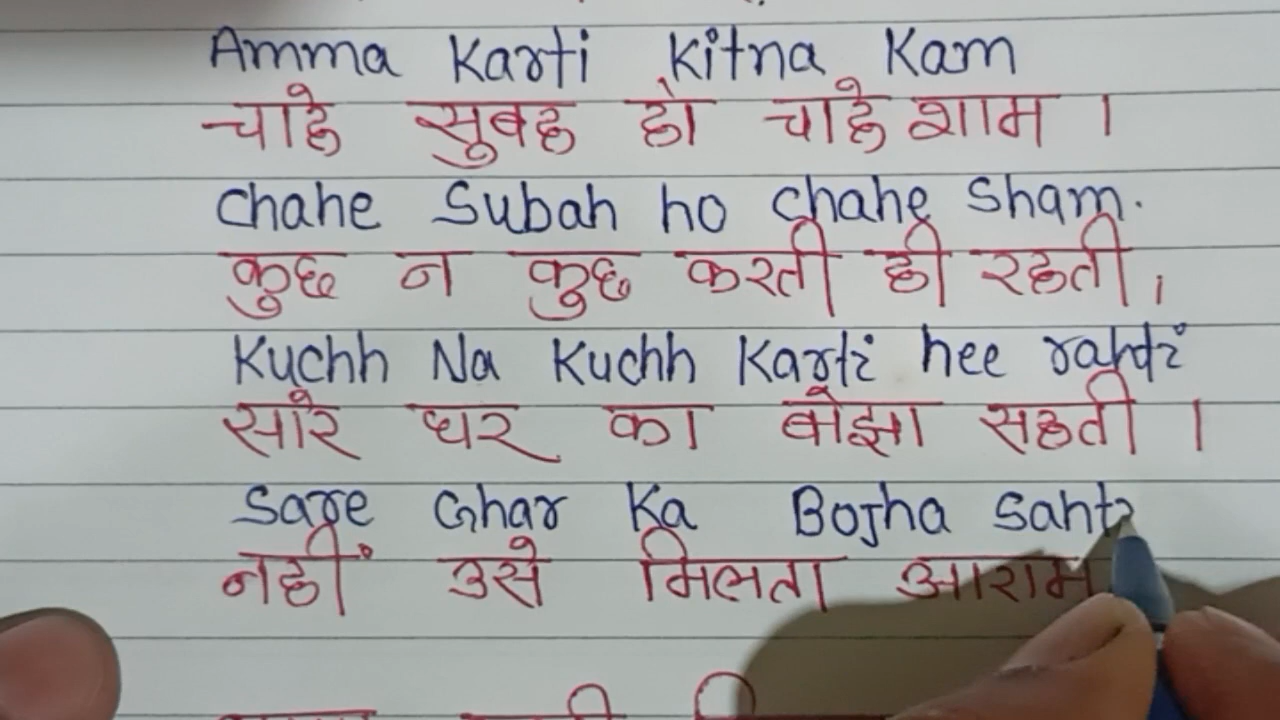 Amma Karti Kitna Kam
चाहे सुबह हो चाहे शाम ।
Chahe Subah ho chahe Sham.
कुछ न कुछ करती ही रहती ।
Kuchh Na Kuchh Karti hee rahti
सारे घर का बोझा सहती ।
Sare Ghar Ka Bojha Sahti
नहीं उसे मिलता आराम